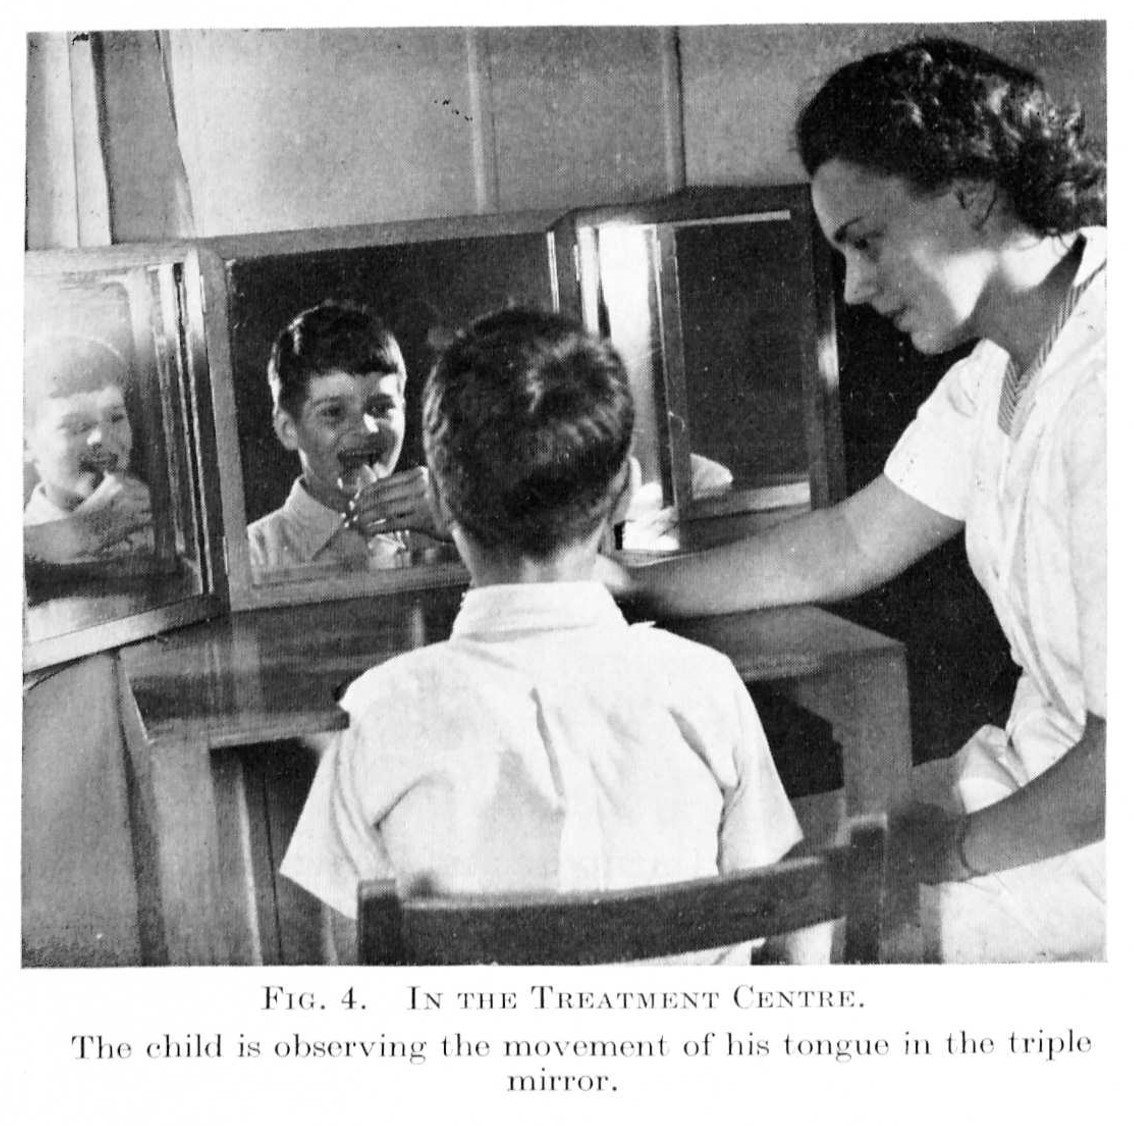 FIG. 4. IN THE TREATMENT CENTRE.
The child is observing the movement of his tongue in the triple
mirror.